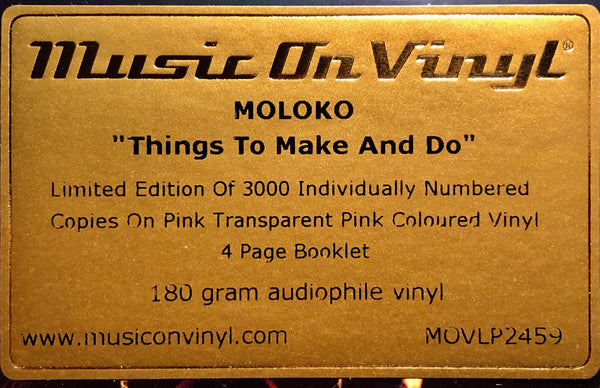 Music On Vinyl®
MOLOKO
"Things To Make And Do"
Limited Edition Of 3000 Individually Numbered
Copies On Pink Transparent Pink Coloured Vinyl
4 Page Booklet
180 gram audiophile vinyl
www.musiconvinyl.com MOVLP2459